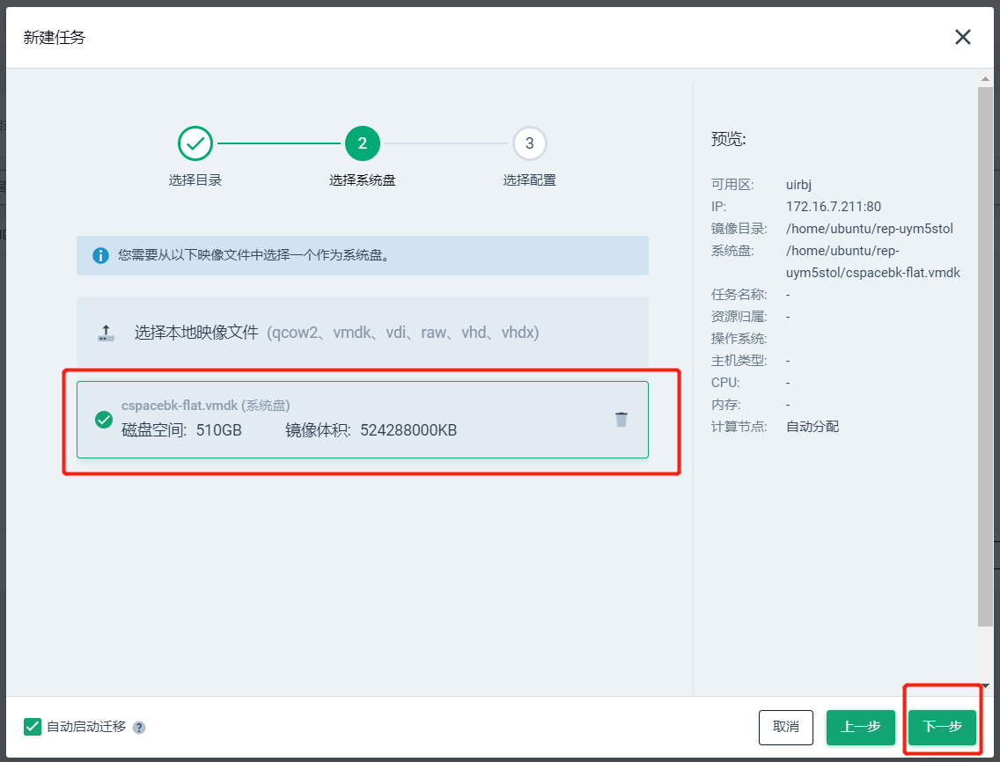 新建任务
2
3
选择目录
选择系统盘
选择配置
您需要从以下映像文件中选择一个作为系统盘。
选择本地映像文件 (qcow2、vmdk、vdi、raw、vhd、vhdx)
cspacebk-flat.vmdk (系统盘)
磁盘空间: 510GB 镜像体积: 524288000KB
预览:
可用区: uirbj
IP: 172.16.7.211:80
镜像目录: /home/ubuntu/rep-uym5stol
系统盘: /home/ubuntu/rep-
uym5stol/cspacebk-flat.vmdk
任务名称: -
资源归属: -
操作系统:
主机类型: -
CPU: -
内存: -
计算节点: 自动分配
自动启动迁移 ?
取消
上一步
下一步